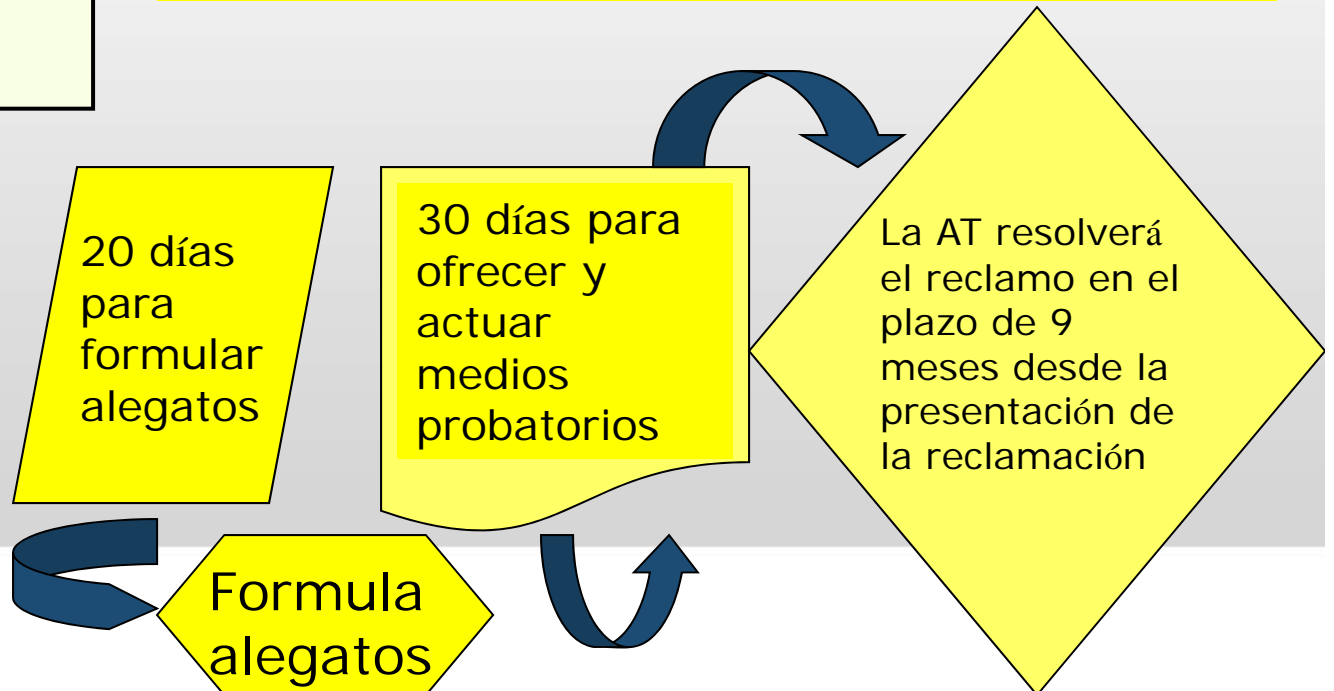 20 días
para
formular
alegatos
Formula
alegatos
30 días para
ofrecer y
actuar
medios
probatorios
La AT resolverá
el reclamo en el
plazo de 9
meses desde la
presentación de
la reclamación